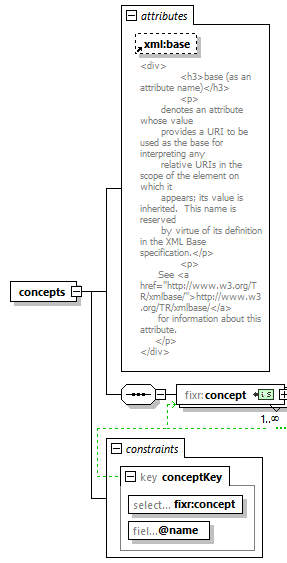 attributes
xml:base
<div>
<h3>base (as an
attribute name)</h3>
<p>
denotes an attribute
whose value
provides a URI to be
used as the base for
interpreting any
relative URIs in the
scope of the element on
which it
appears; its value is
inherited.  This name is
reserved
by virtue of its definition
in the XML Base
specification.</p>
<p>
See <a
href="http://www.w3.org/T
R/xmlbase/">http://www.w3
.org/TR/xmlbase/</a>
for information about this
attribute.
</p>
</div>
concepts
fixr:concept
is
1..∞
constraints
key conceptKey
select... fixr:concept
fiel... @name